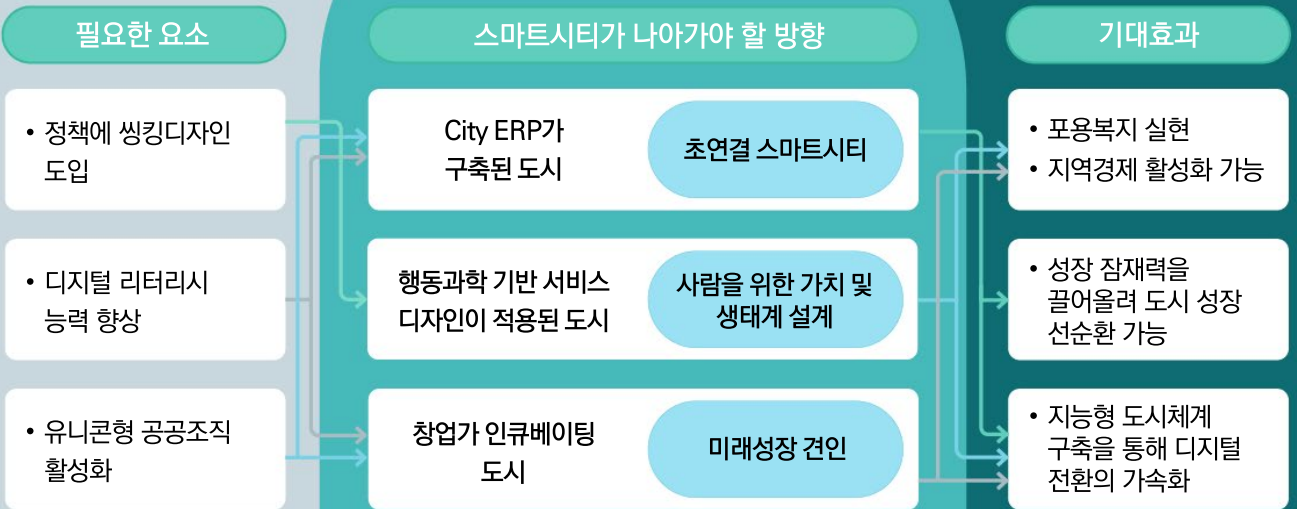 필요한 요소
스마트시티가 나아가야 할 방향
기대효과
• 정책에 씽킹디자인
도입
City ERP가
구축된 도시
초연결 스마트시티
• 포용복지 실현
• 지역경제 활성화 가능
• 디지털 리터리시
능력 향상
행동과학 기반 서비스
디자인이 적용된 도시
사람을 위한 가치 및
생태계 설계
• 성장 잠재력을
끌어올려 도시 성장
선순환 가능
• 유니콘형 공공조직
활성화
창업가 인큐베이팅
도시
미래성장 견인
• 지능형 도시체계
구축을 통해 디지털
전환의 가속화